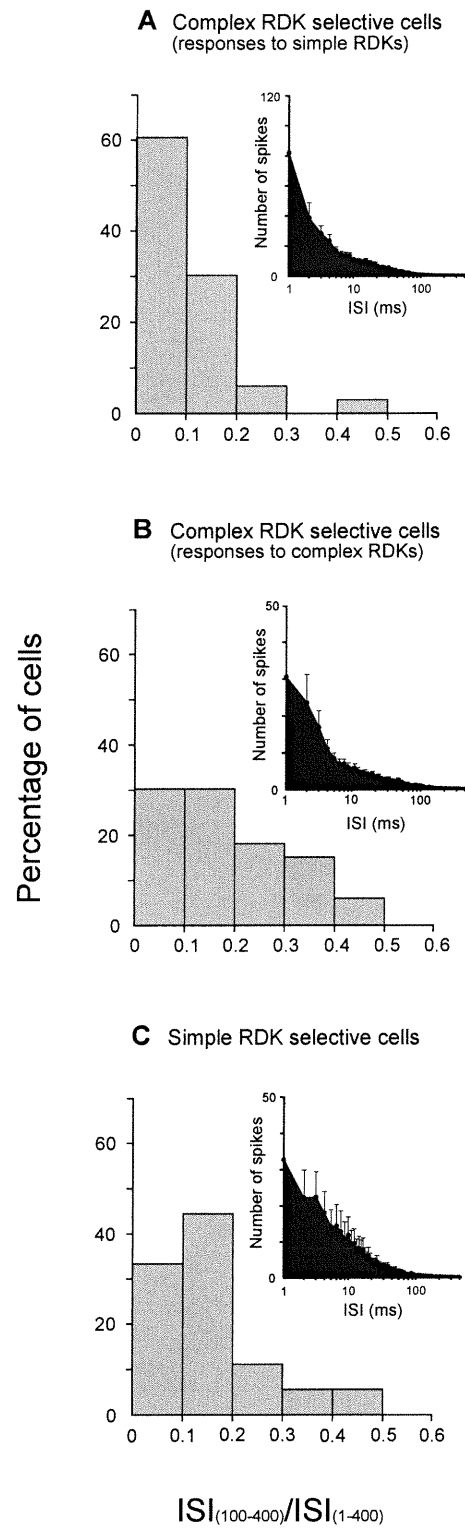 A Complex RDK selective cells
(responses to simple RDKs)
120
Number of spikes
0
1 10 100
ISI (ms)
60
40
20
0
0 0.1 0.2 0.3 0.4 0.5 0.6
B Complex RDK selective cells
(responses to complex RDKs)
50
Number of spikes
0
1 10 100
ISI (ms)
60
40
20
0
0 0.1 0.2 0.3 0.4 0.5 0.6
Percentage of cells
C Simple RDK selective cells
50
Number of spikes
0
1 10 100
ISI (ms)
60
40
20
0
0 0.1 0.2 0.3 0.4 0.5 0.6
ISI(100-400)/ISI(1-400)